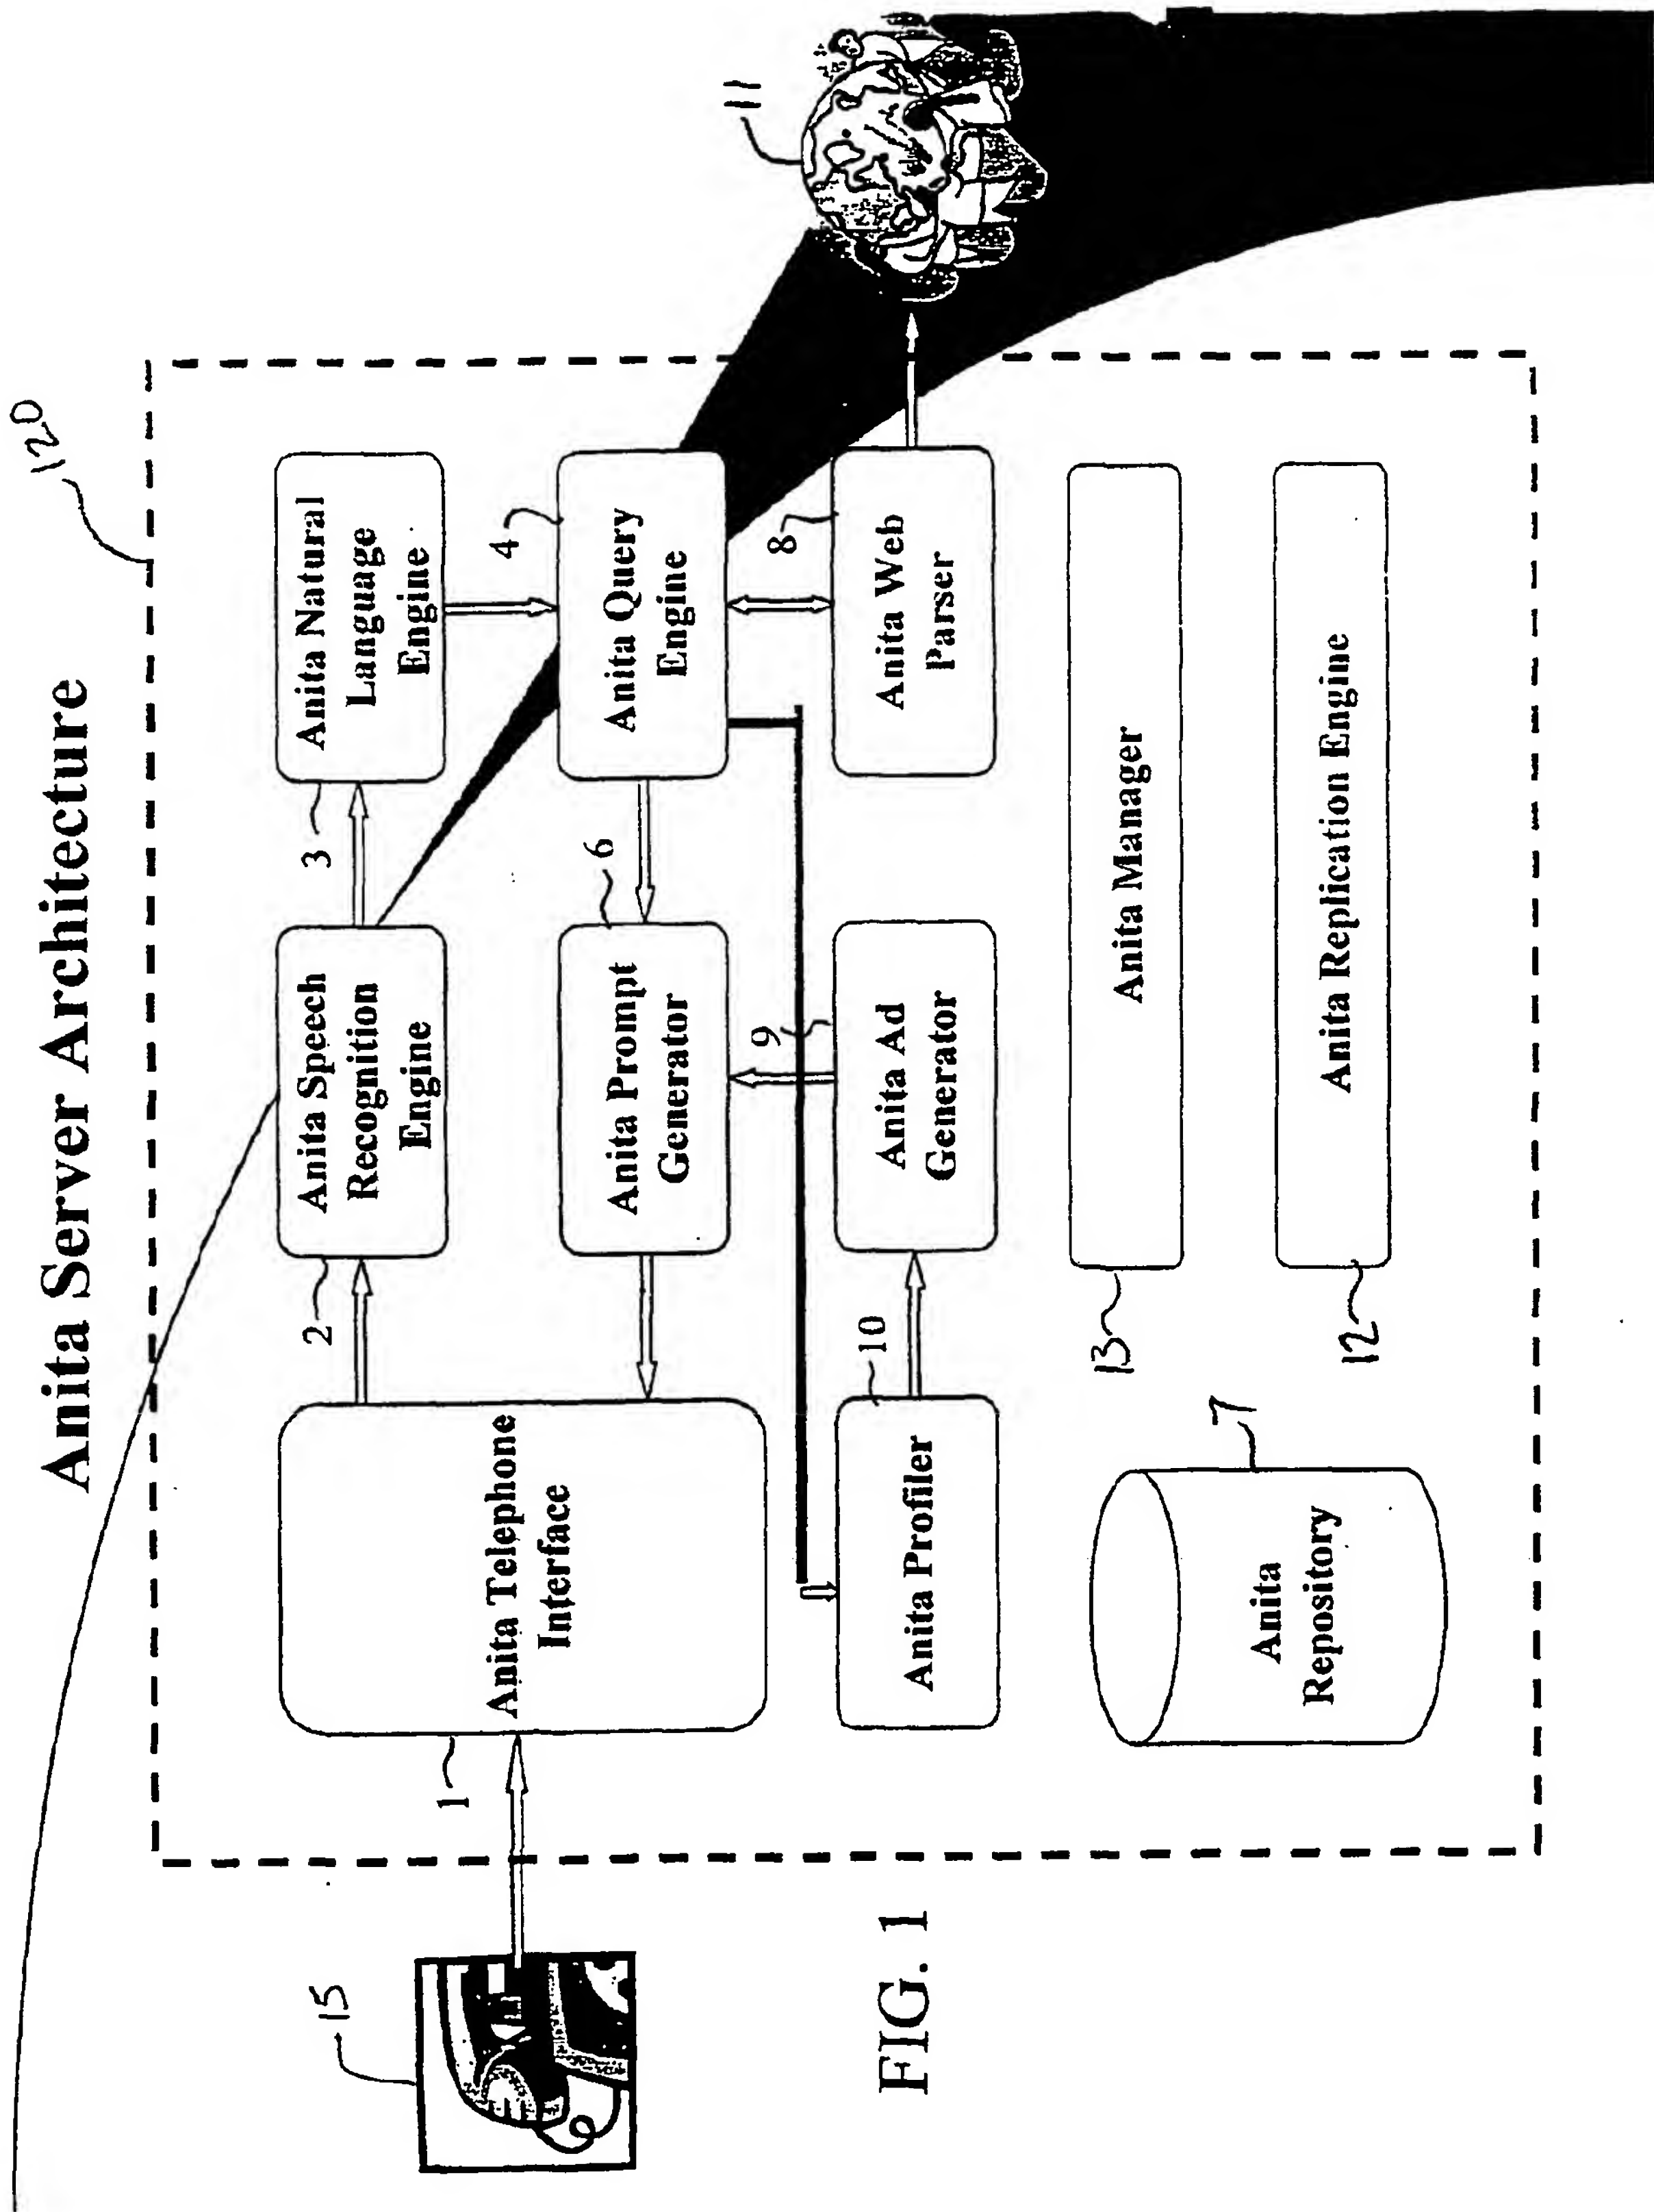 Anita Server Architecture
120
15
1
Anita Telephone
Interface
2
Anita Speech
Recognition
Engine
3
Anita Natural
Language
Engine
4
Anita Query
Engine
6
Anita Prompt
Generator
11
10
Anita Profiler
9
Anita Ad
Generator
8
Anita Web
Parser
7
Anita
Repository
13
Anita Manager
12
Anita Replication Engine
FIG. 1